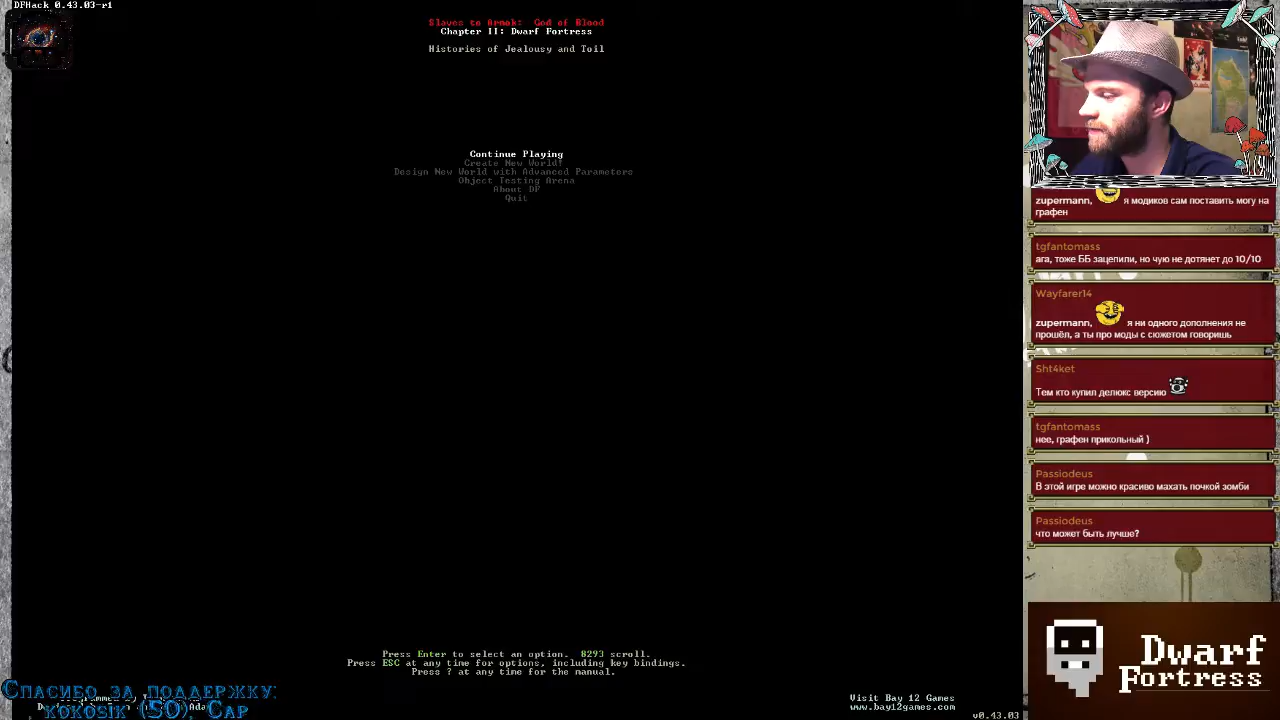 DFHack 0.43.03-r1
Slaves to Armok: God of Blood
Chapter II: Dwarf Fortress
Histories of Jealousy and Toil
Continue Playing
Create New World!
Design New World with Advanced Parameters
Object Testing Arena
About DF
Quit
Press Enter to select an option. 8293 scroll.
Press ESC at any time for options, including key bindings.
Press ? at any time for the manual.
Visit Bay 12 Games
www.bay12games.com
v0.43.03
Спасибо за поддержку:
kokosik (50), Cap
zupermann, я модиков сам поставить могу на
графен
tgfantomass
ага, тоже ББ зацепили, но чую не дотянет до 10/10
Wayfarer14
zupermann, я ни одного дополнения не
прошёл, а ты про моды с сюжетом говоришь
Sht4ket
Тем кто купил делюкс версию
tgfantomass
нее, графен прикольный )
Passiodeus
В этой игре можно красиво махать почкой зомби
Passiodeus
что может быть лучше?
Dwarf
Fortress